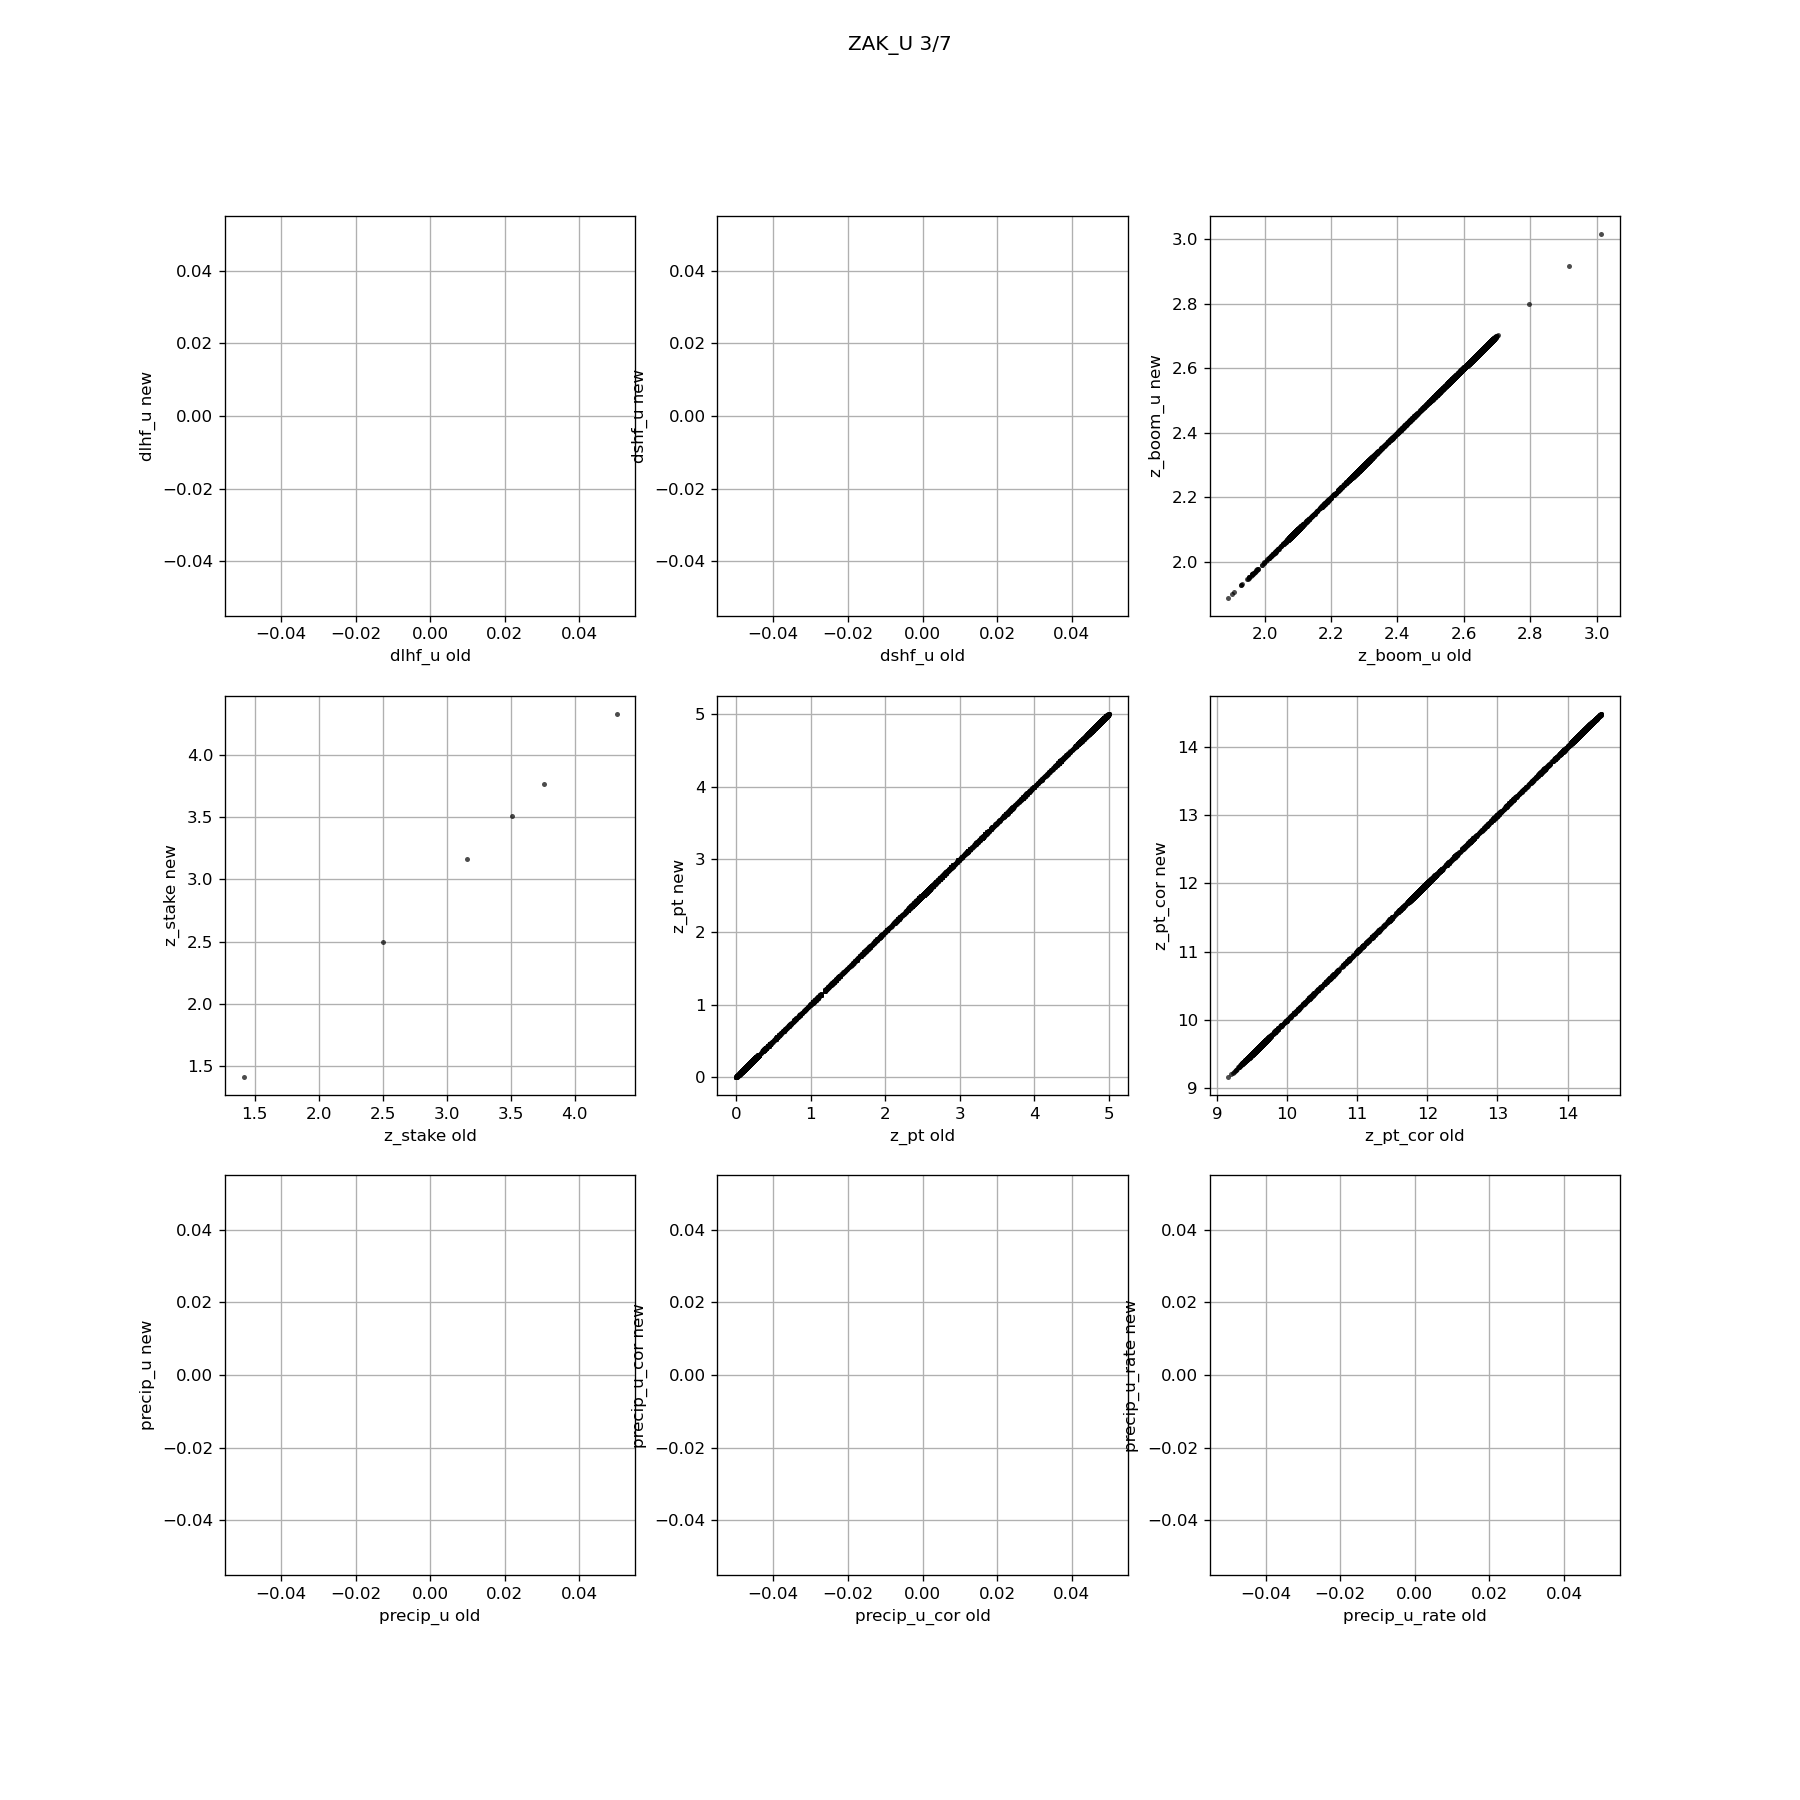 ZAK_U 3/7
dlhf_u new
0.04
0.02
0.00
−0.02
−0.04
−0.04 −0.02 0.00 0.02 0.04
dlhf_u old
dshf_u new
0.04
0.02
0.00
−0.02
−0.04
−0.04 −0.02 0.00 0.02 0.04
dshf_u old
z_boom_u new
3.0
2.8
2.6
2.4
2.2
2.0
2.0 2.2 2.4 2.6 2.8 3.0
z_boom_u old
z_stake new
4.0
3.5
3.0
2.5
2.0
1.5
1.5 2.0 2.5 3.0 3.5 4.0
z_stake old
z_pt new
5
4
3
2
1
0
0 1 2 3 4 5
z_pt old
z_pt_cor new
14
13
12
11
10
9
9 10 11 12 13 14
z_pt_cor old
precip_u new
0.04
0.02
0.00
−0.02
−0.04
−0.04 −0.02 0.00 0.02 0.04
precip_u old
precip_u_cor new
0.04
0.02
0.00
−0.02
−0.04
−0.04 −0.02 0.00 0.02 0.04
precip_u_cor old
precip_u_rate new
0.04
0.02
0.00
−0.02
−0.04
−0.04 −0.02 0.00 0.02 0.04
precip_u_rate old